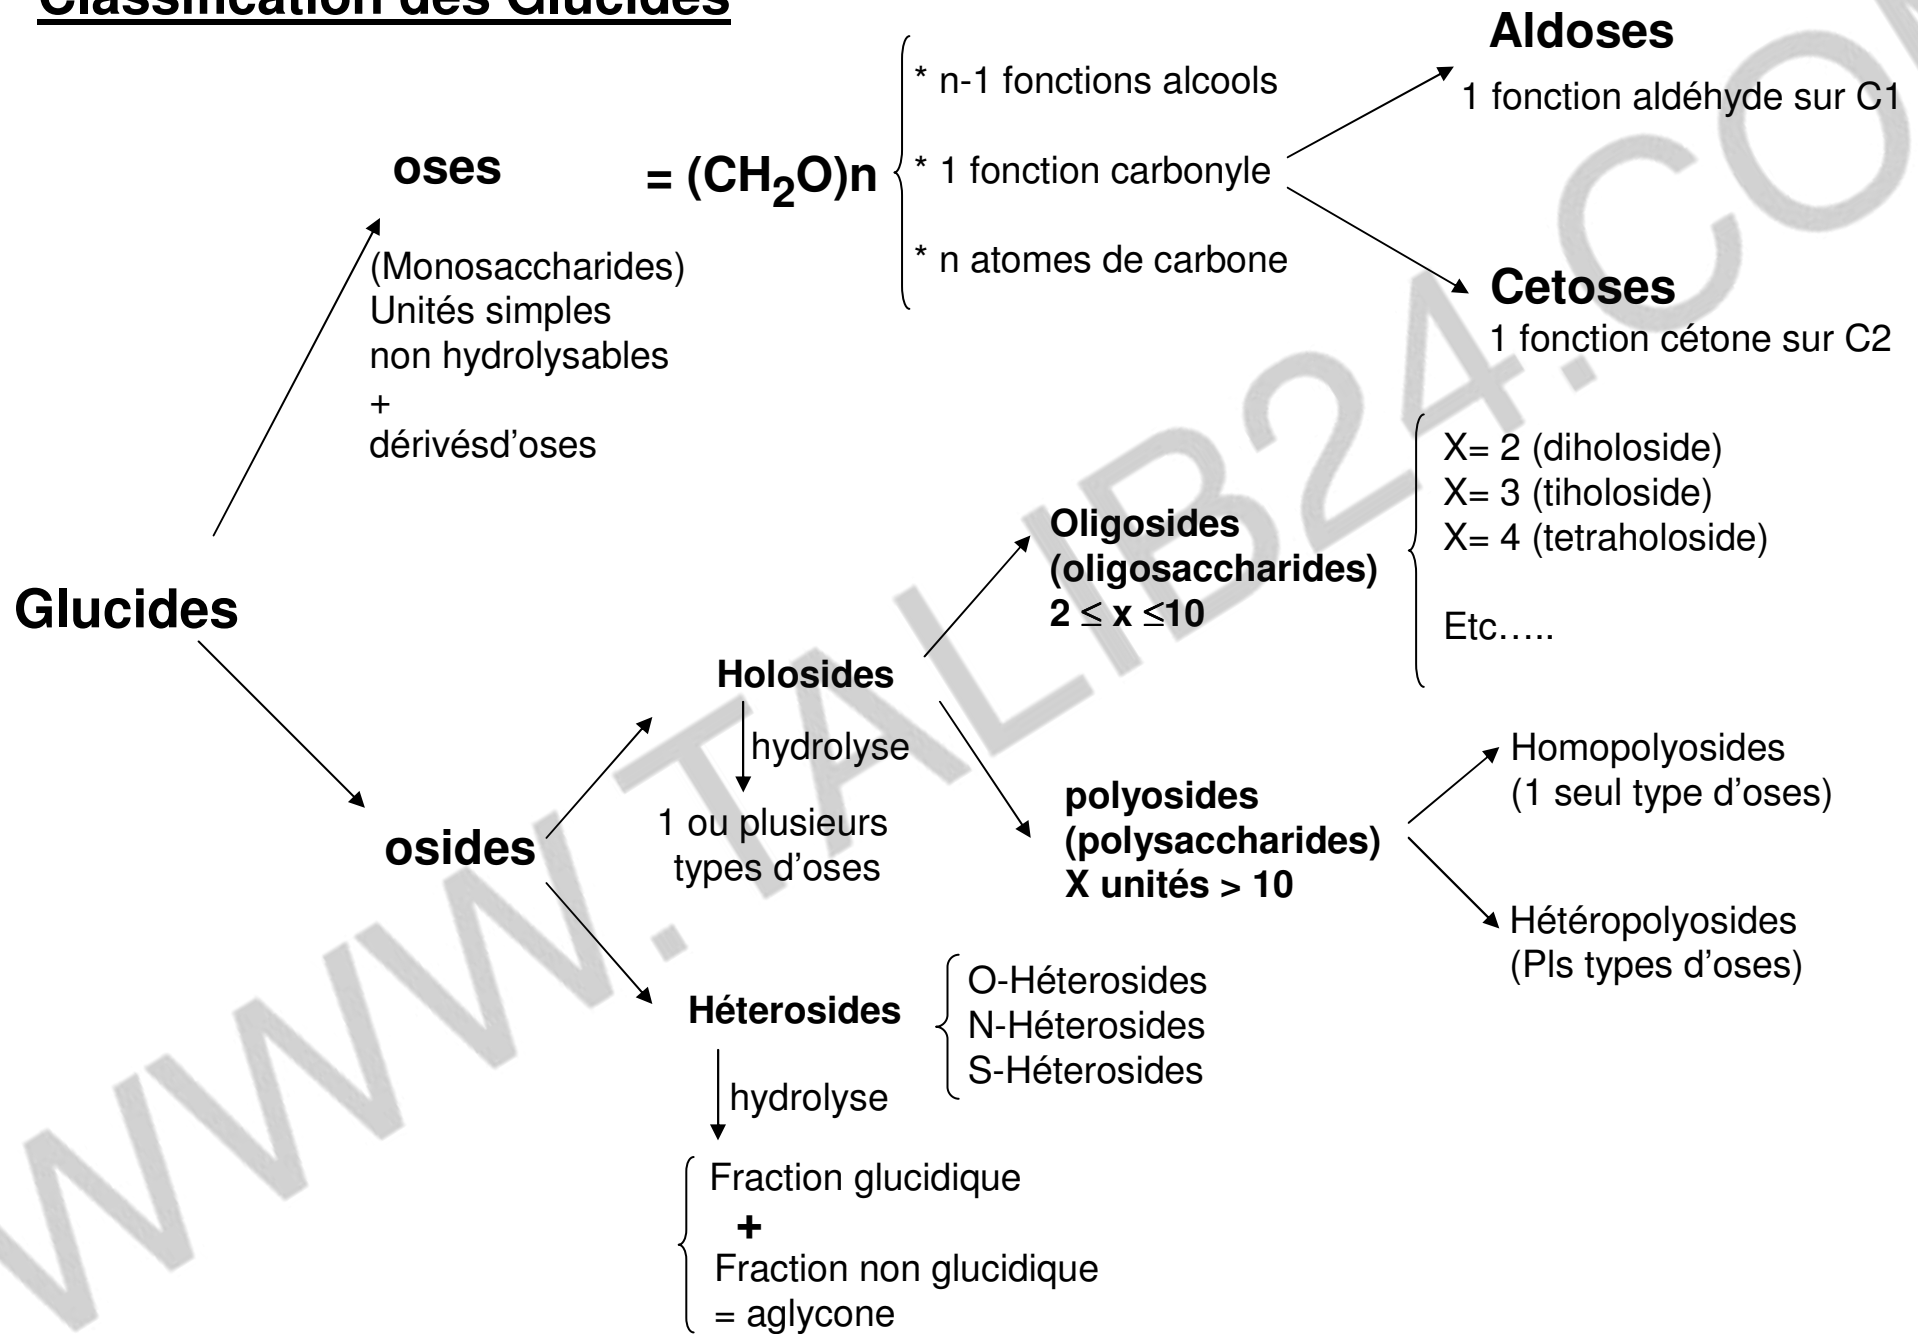 Classification des Glucides
Aldoses
1 fonction aldéhyde sur C1
* n-1 fonctions alcools
oses
= (CH2O)n
* 1 fonction carbonyle
* n atomes de carbone
(Monosaccharides)
Unités simples
non hydrolysables
+
dérivésd'oses
Cetoses
1 fonction cétone sur C2
Glucides
Oligosides
(oligosaccharides)
2 ≤ x ≤10
X= 2 (diholoside)
X= 3 (tiholoside)
X= 4 (tetraholoside)
Etc…..
Holosides
hydrolyse
1 ou plusieurs
types d'oses
osides
polyosides
(polysaccharides)
X unités > 10
Homopolyosides
(1 seul type d'oses)
Hétéropolyosides
(Pls types d'oses)
Héterosides
O-Héterosides
N-Héterosides
S-Héterosides
hydrolyse
Fraction glucidique
+
Fraction non glucidique
= aglycone
WWW.TALIB24.COM